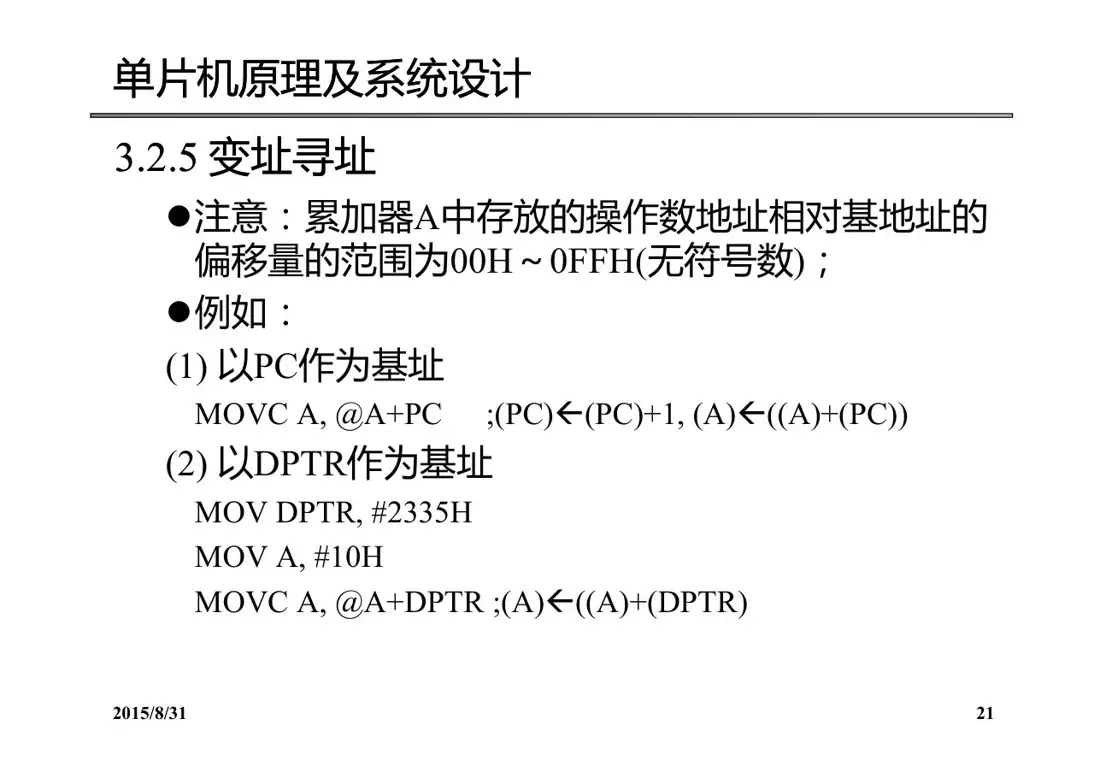 单片机原理及系统设计
3.2.5 变址寻址
●注意：累加器A中存放的操作数地址相对基地址的
偏移量的范围为00H～0FFH(无符号数)；
●例如：
(1) 以PC作为基址
MOVC A, @A+PC ;(PC)←(PC)+1, (A)←((A)+(PC))
(2) 以DPTR作为基址
MOV DPTR, #2335H
MOV A, #10H
MOVC A, @A+DPTR ;(A)←((A)+(DPTR)
2015/8/31
21